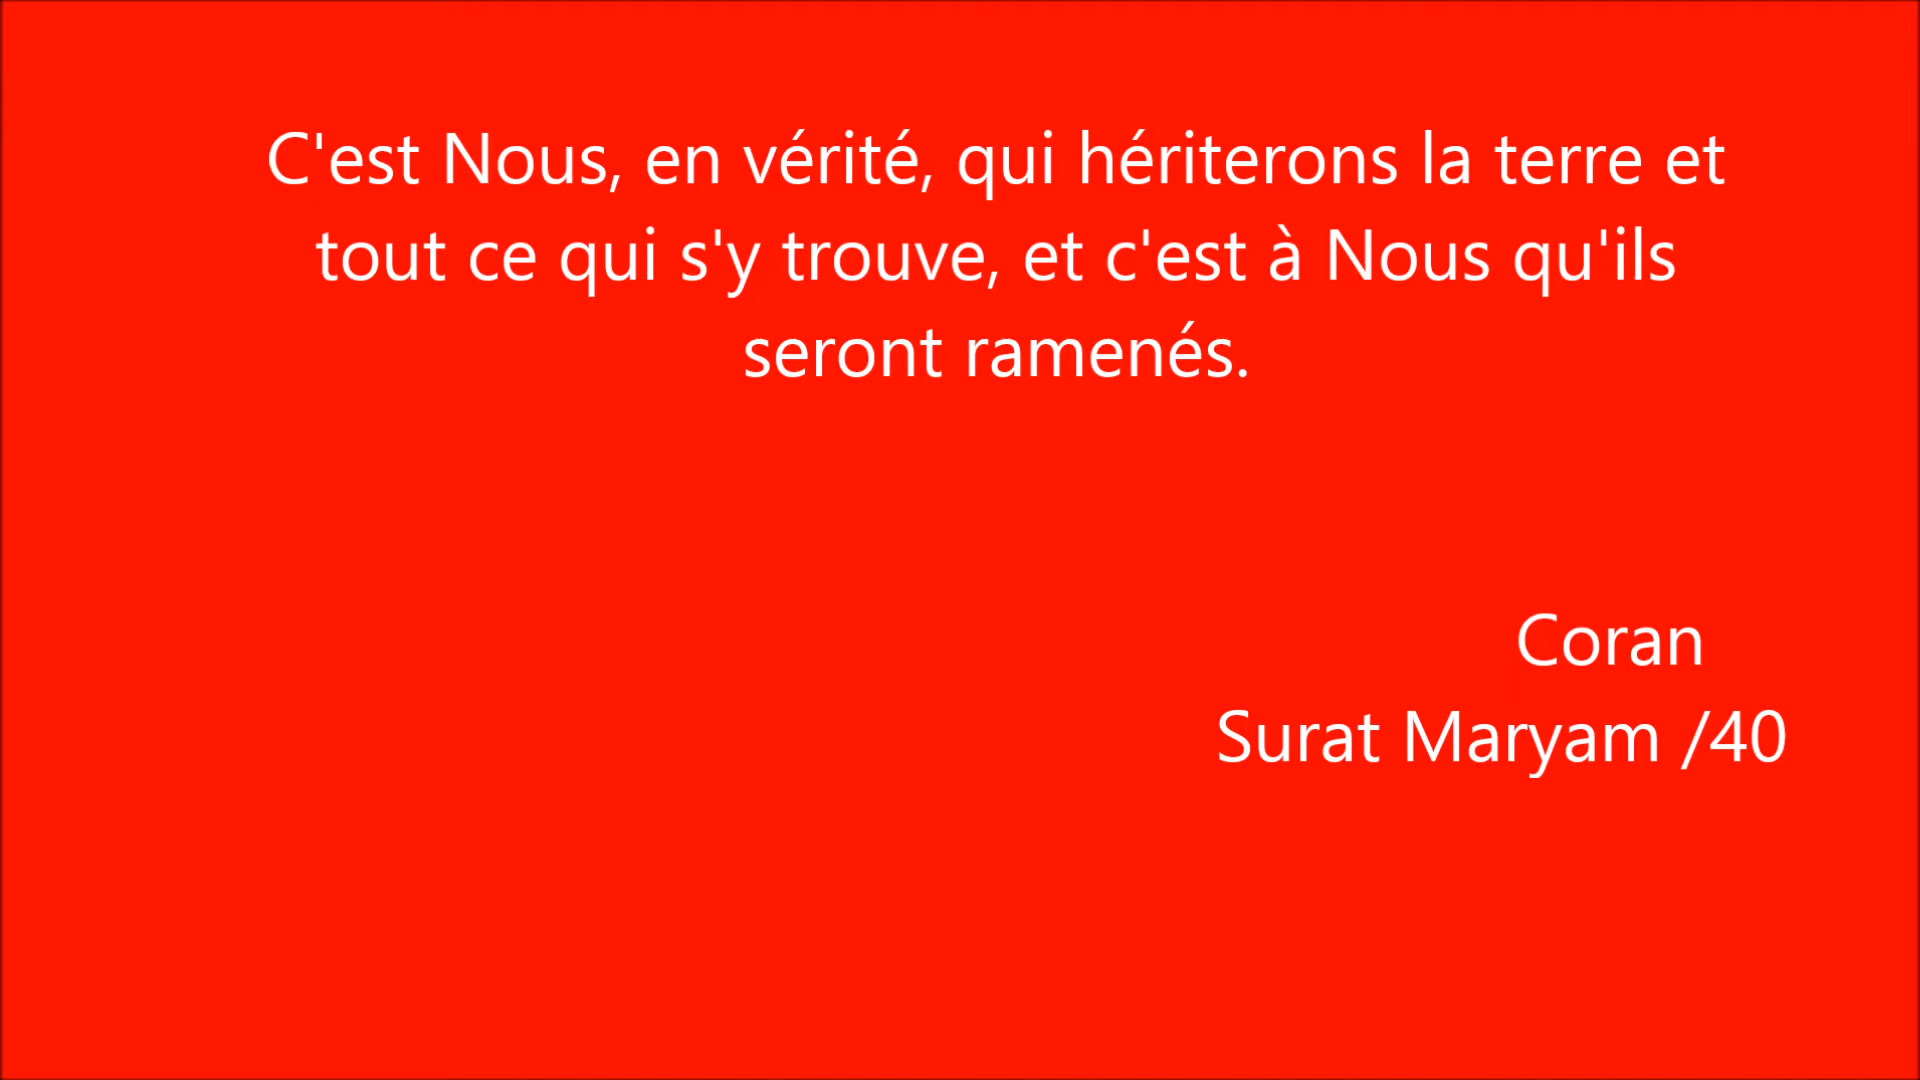 C'est Nous, en vérité, qui hériterons la terre et
tout ce qui s'y trouve, et c'est à Nous qu'ils
seront ramenés.
Coran
Surat Maryam /40